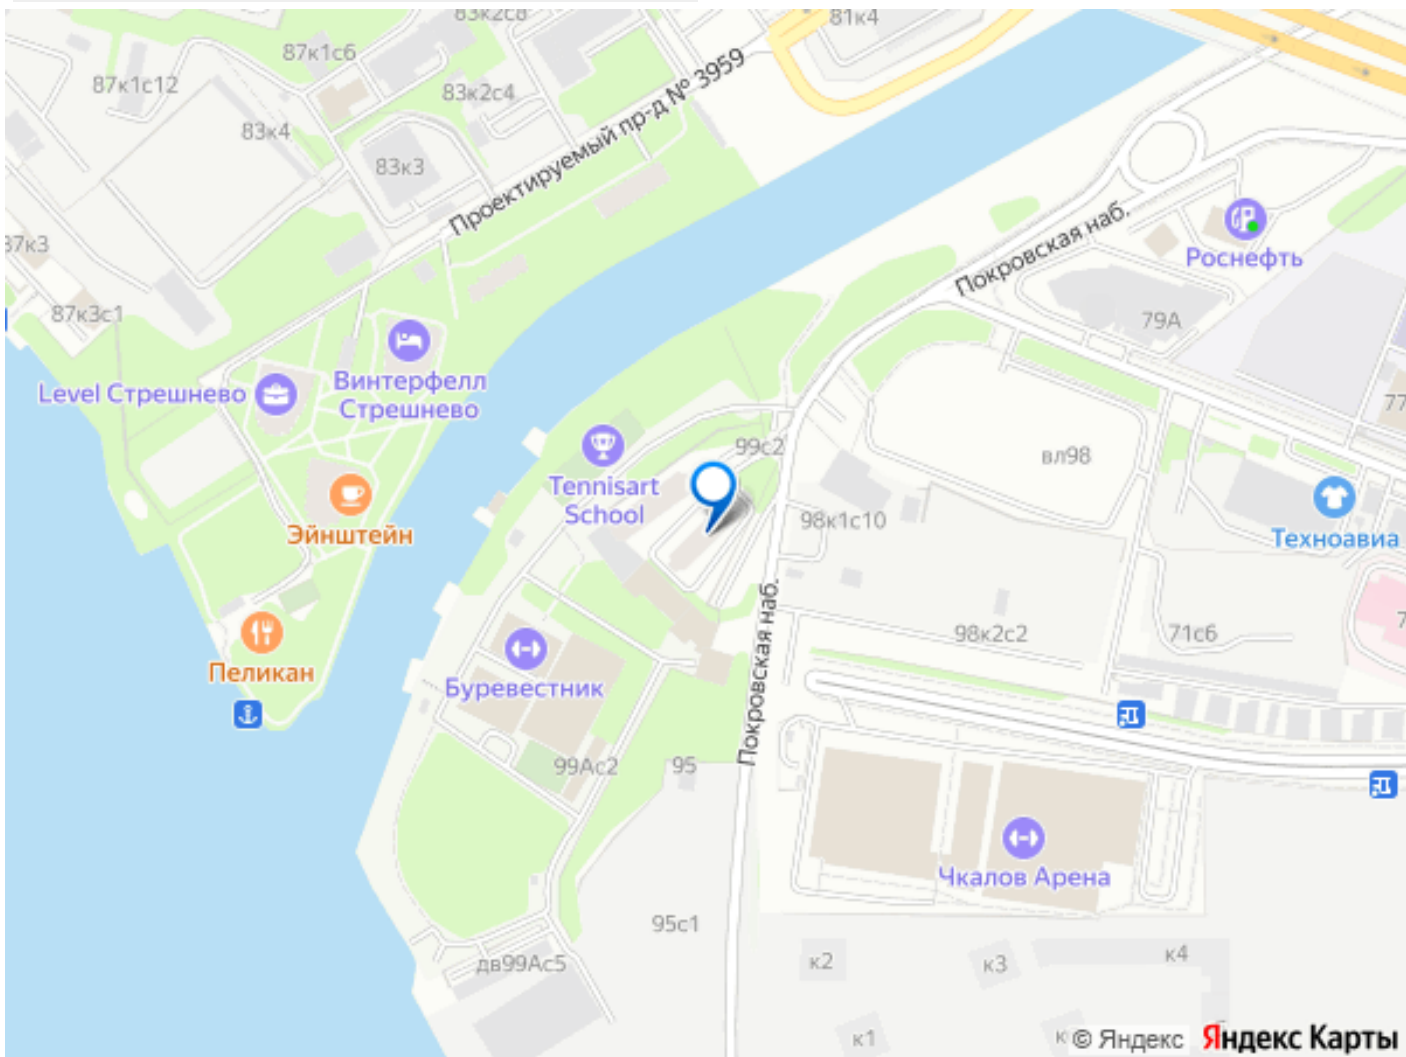 83к2с8
81к4
87к1с6
87к1с12
83к2с4
Проектируемый пр-д № 3959
83к4
83к3
Покровская наб.
Роснефть
87к3с1
79А
Level Стрешнево
Винтерфелл
Стрешнево
99с2
вл98
Tennisart
School
Эйнштейн
98к1с10
Техноавиа
Покровская наб.
98к2с2
71с6
Пеликан
Буревестник
99Ас2
95
Чкалов Арена
95с1
к2
к3
к4
дв99Ас5
к1
© Яндекс
Яндекс Карты